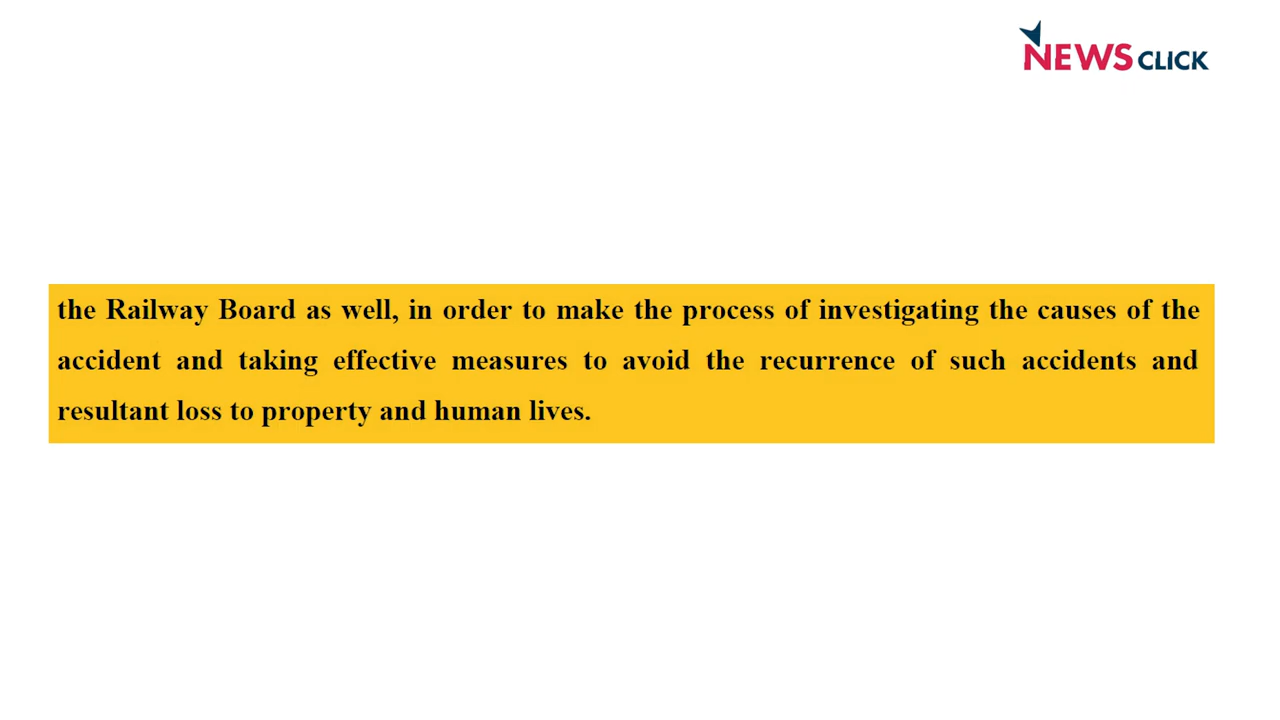 NEWS CLICK
the Railway Board as well, in order to make the process of investigating the causes of the
accident and taking effective measures to avoid the recurrence of such accidents and
resultant loss to property and human lives.